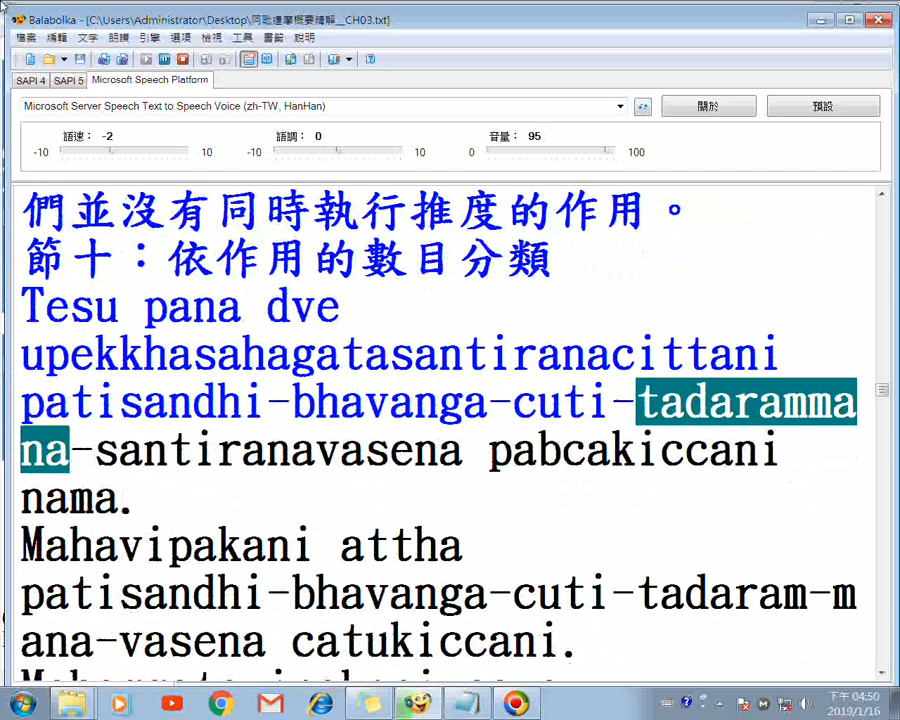 Balabolka - [C:\Users\Administrator\Desktop\阿毗達摩概要精解__CH03.txt]
檔案 編輯 文字 朗讀 引擎 選項 檢視 工具 書籤 說明
SAPI 4 SAPI 5 Microsoft Speech Platform
Microsoft Server Speech Text to Speech Voice (zh-TW, HanHan) 關於 預設
語速： -2 語調： 0 音量： 95
-10 10 -10 10 0 100
們並沒有同時執行推度的作用。
節十：依作用的數目分類
Tesu pana dve
upekkhasahagatasantiranacittani
patisandhi-bhavanga-cuti-tadaramma
na-santiranavasena pabcakiccani
nama.
Mahavipakani attha
patisandhi-bhavanga-cuti-tadaram-m
ana-vasena catukiccani.
下午 04:50
2019/1/16